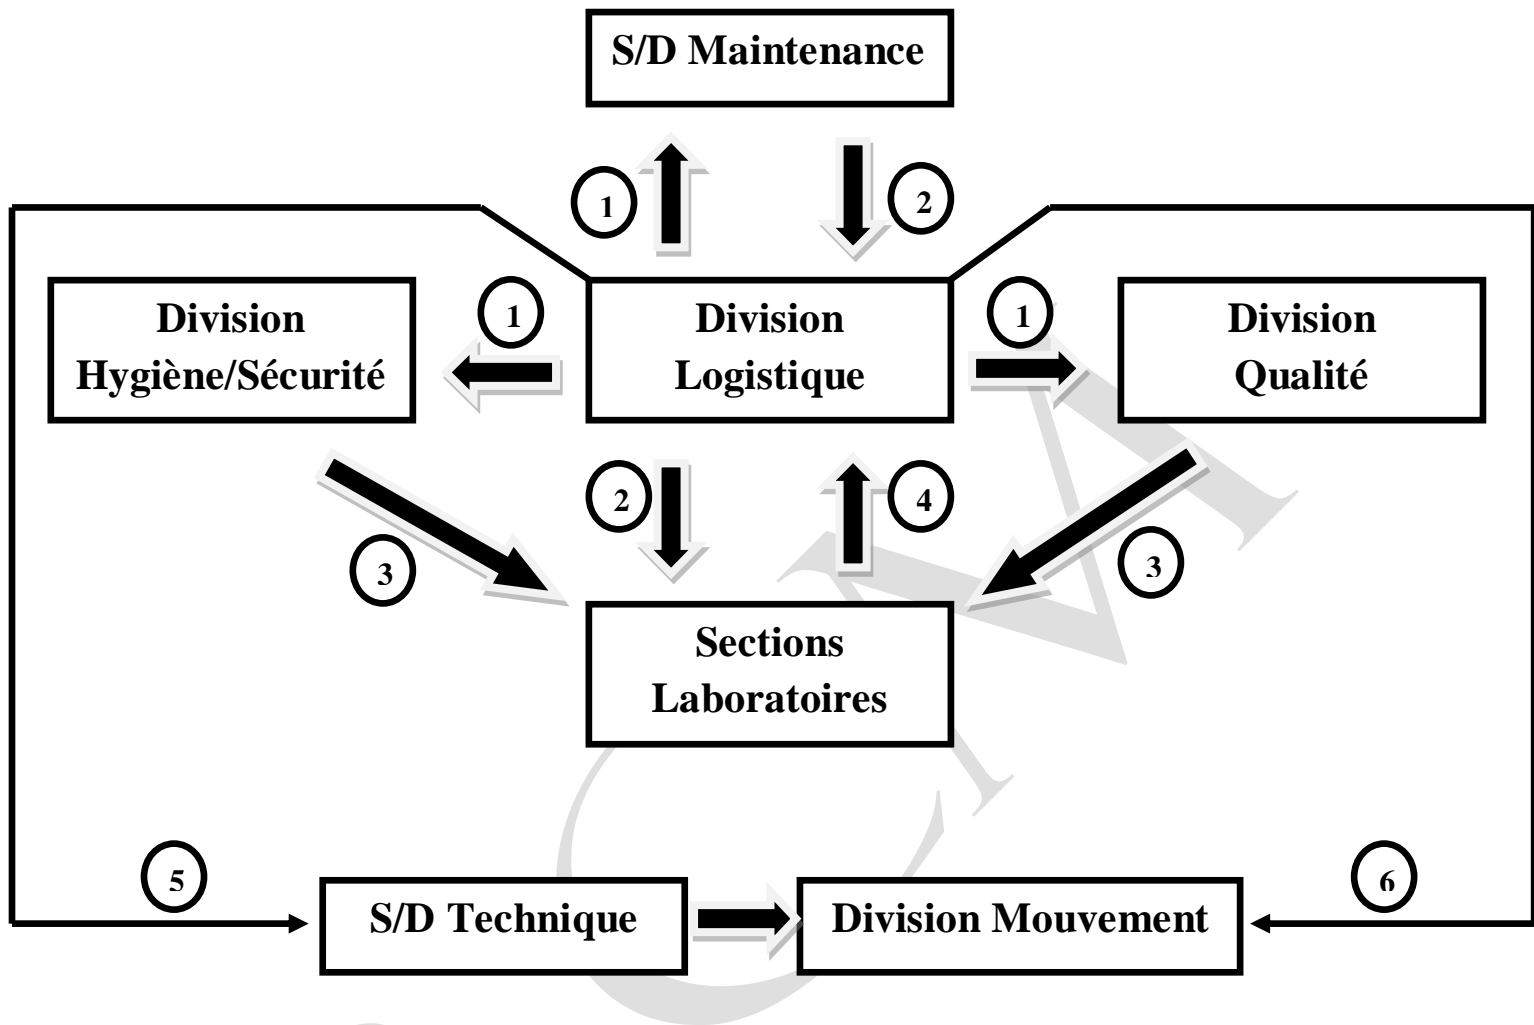 S/D Maintenance
1
2
Division
Hygiène/Sécurité
1
Division
Logistique
1
Division
Qualité
2
4
3
3
Sections
Laboratoires
5
6
S/D Technique
Division Mouvement